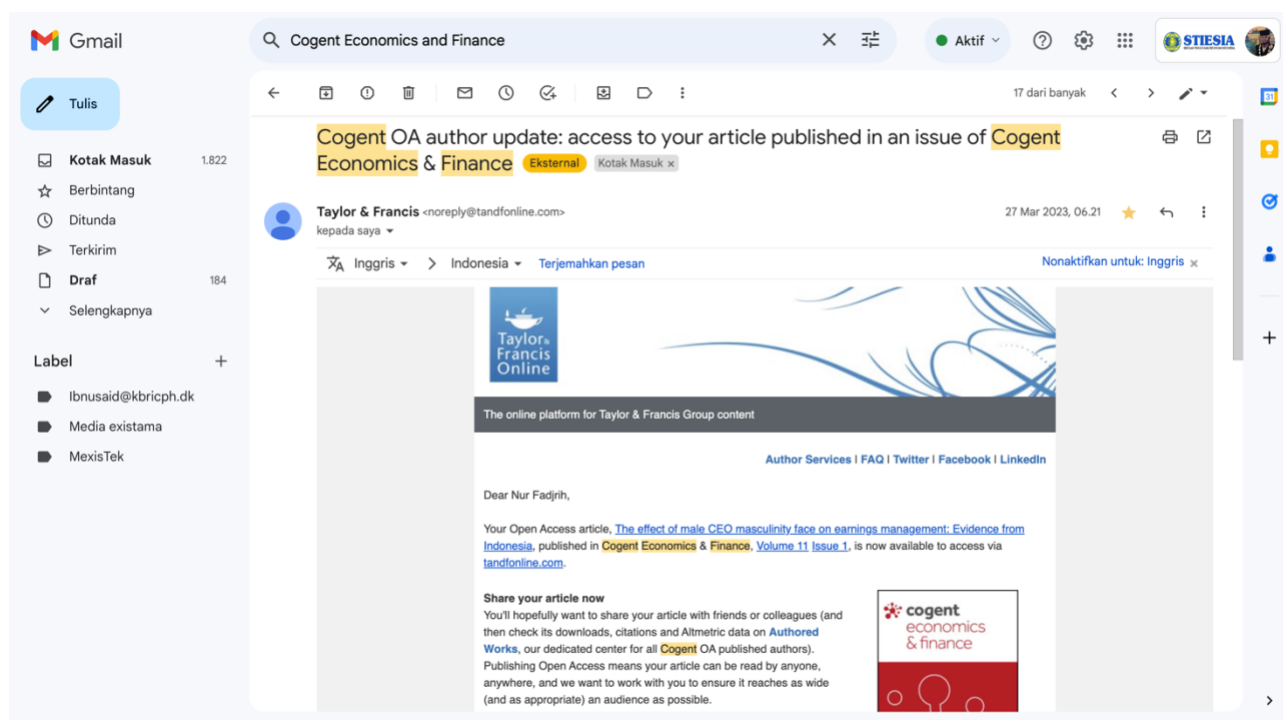 Gmail
Cogent Economics and Finance
Aktif
STIESIA
Tulis
17 dari banyak
31
Kotak Masuk 1.822
Berbintang
Ditunda
Terkirim
Draf 184
Selengkapnya
Label
Ibnusaid@kbricph.dk
Media existama
MexisTek
Cogent OA author update: access to your article published in an issue of Cogent
Economics & Finance Eksternal Kotak Masuk ×
Taylor & Francis <noreply@tandfonline.com>
27 Mar 2023, 06.21
kepada saya
Inggris > Indonesia Terjemahkan pesan
Nonaktifkan untuk: Inggris ×
Taylor &
Francis
Online
The online platform for Taylor & Francis Group content
Author Services I FAQ I Twitter I Facebook I LinkedIn
Dear Nur Fadjrih,
Your Open Access article, The effect of male CEO masculinity face on earnings management: Evidence from
Indonesia, published in Cogent Economics & Finance, Volume 11 Issue 1, is now available to access via
tandfonline.com.
Share your article now
You'll hopefully want to share your article with friends or colleagues (and
then check its downloads, citations and Altmetric data on Authored
Works, our dedicated center for all Cogent OA published authors).
Publishing Open Access means your article can be read by anyone,
anywhere, and we want to work with you to ensure it reaches as wide
(and as appropriate) an audience as possible.
cogent
economics
& finance